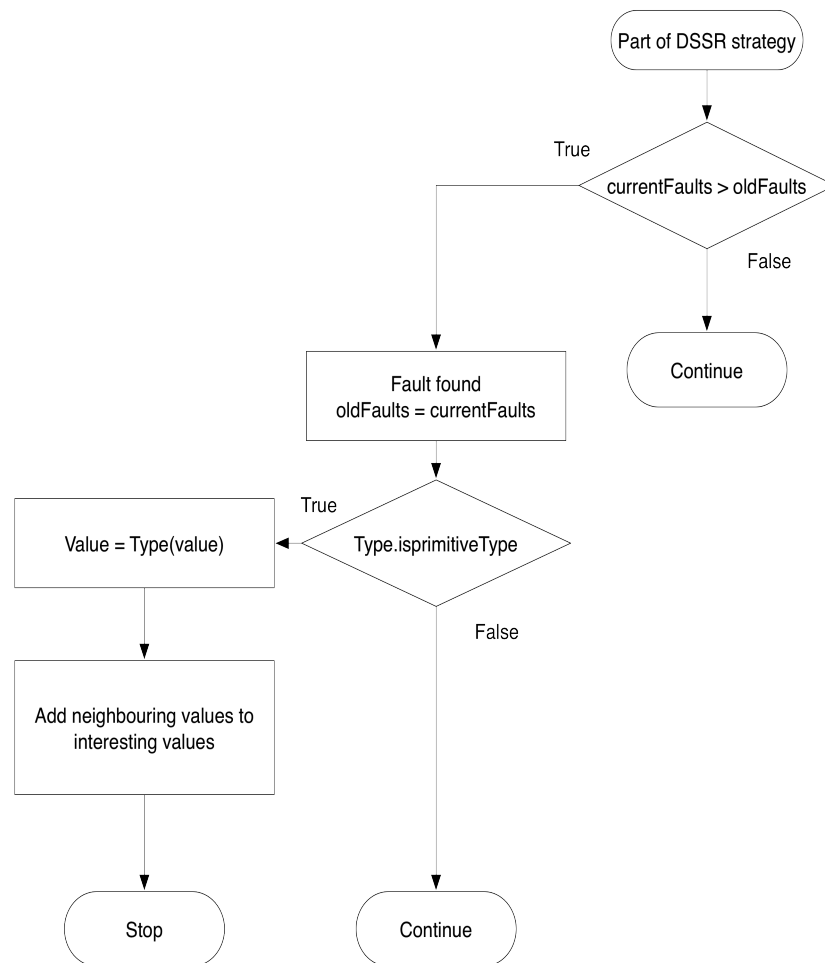 Part of DSSR strategy
True
currentFaults > oldFaults
False
Continue
Fault found
oldFaults = currentFaults
True
Type.isprimitiveType
Value = Type(value)
False
Add neighbouring values to
interesting values
Stop
Continue